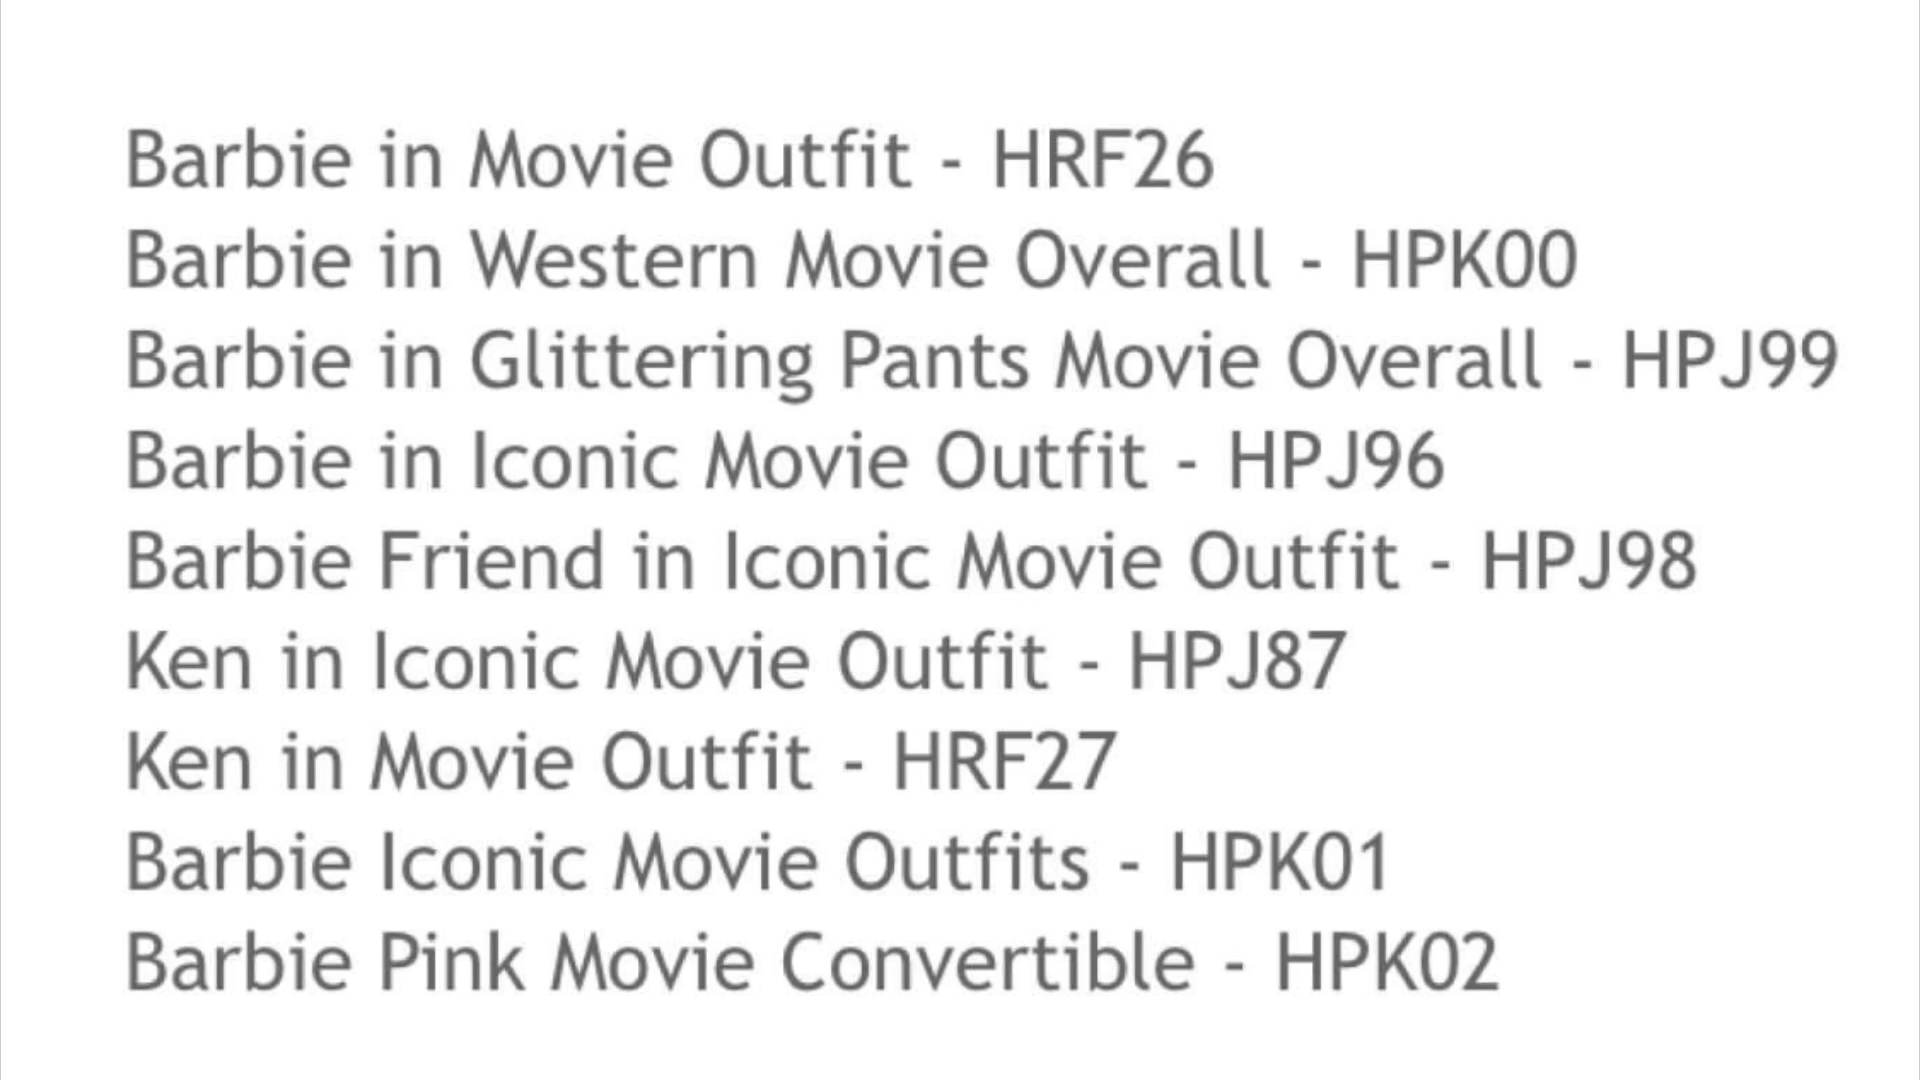 Barbie in Movie Outfit - HRF26
Barbie in Western Movie Overall - HPK00
Barbie in Glittering Pants Movie Overall - HPJ99
Barbie in Iconic Movie Outfit - HPJ96
Barbie Friend in Iconic Movie Outfit - HPJ98
Ken in Iconic Movie Outfit - HPJ87
Ken in Movie Outfit - HRF27
Barbie Iconic Movie Outfits - HPK01
Barbie Pink Movie Convertible - HPK02